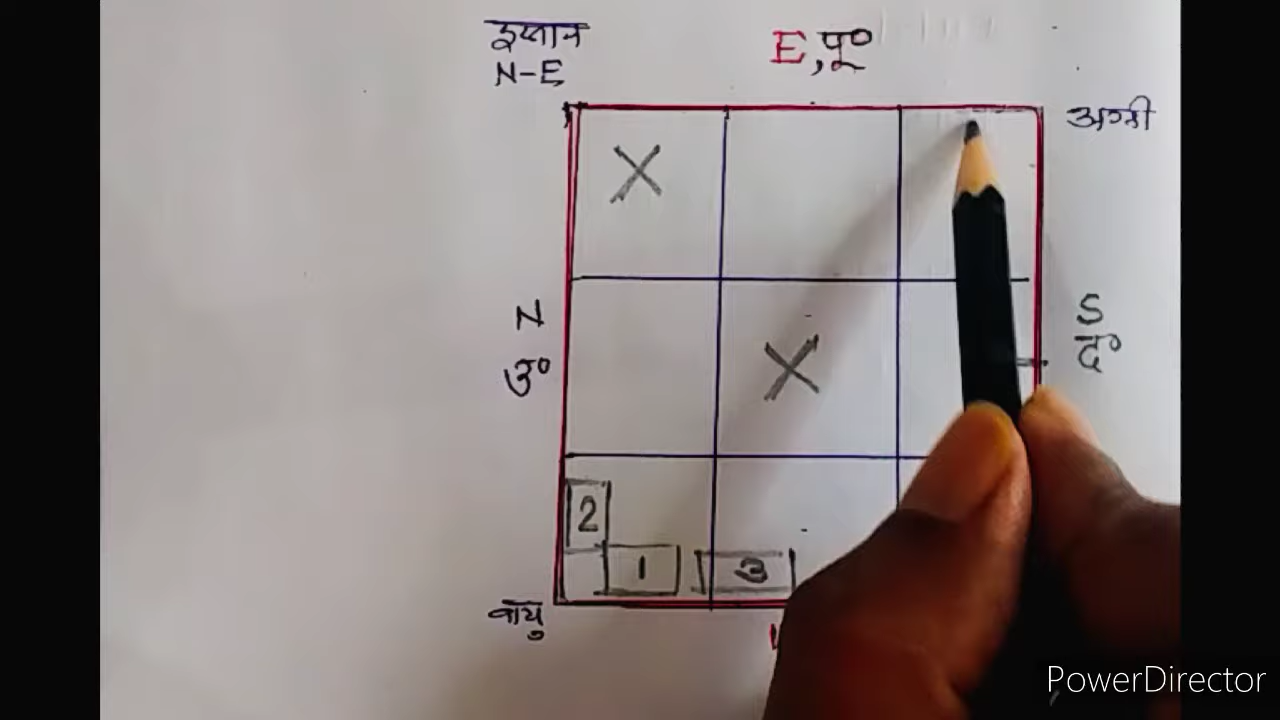 इशान
N-E
E,पू०
अग्नी
N
उ०
S
द०
X
X
2
1
3
वायु
PowerDirector